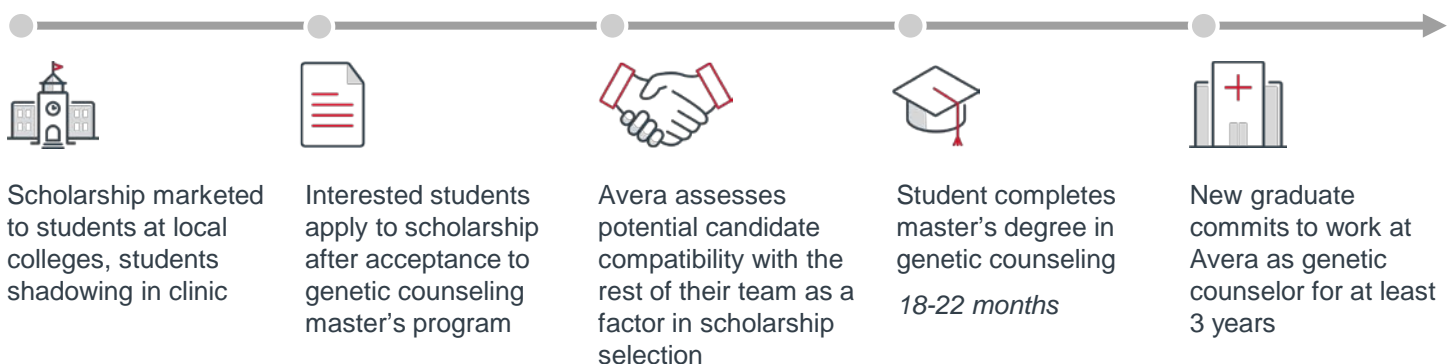 Scholarship marketed
to students at local
colleges, students
shadowing in clinic
Interested students
apply to scholarship
after acceptance to
genetic counseling
master’s program
Avera assesses
potential candidate
compatibility with the
rest of their team as a
factor in scholarship
selection
Student completes
master’s degree in
genetic counseling
18-22 months
New graduate
commits to work at
Avera as genetic
counselor for at least
3 years